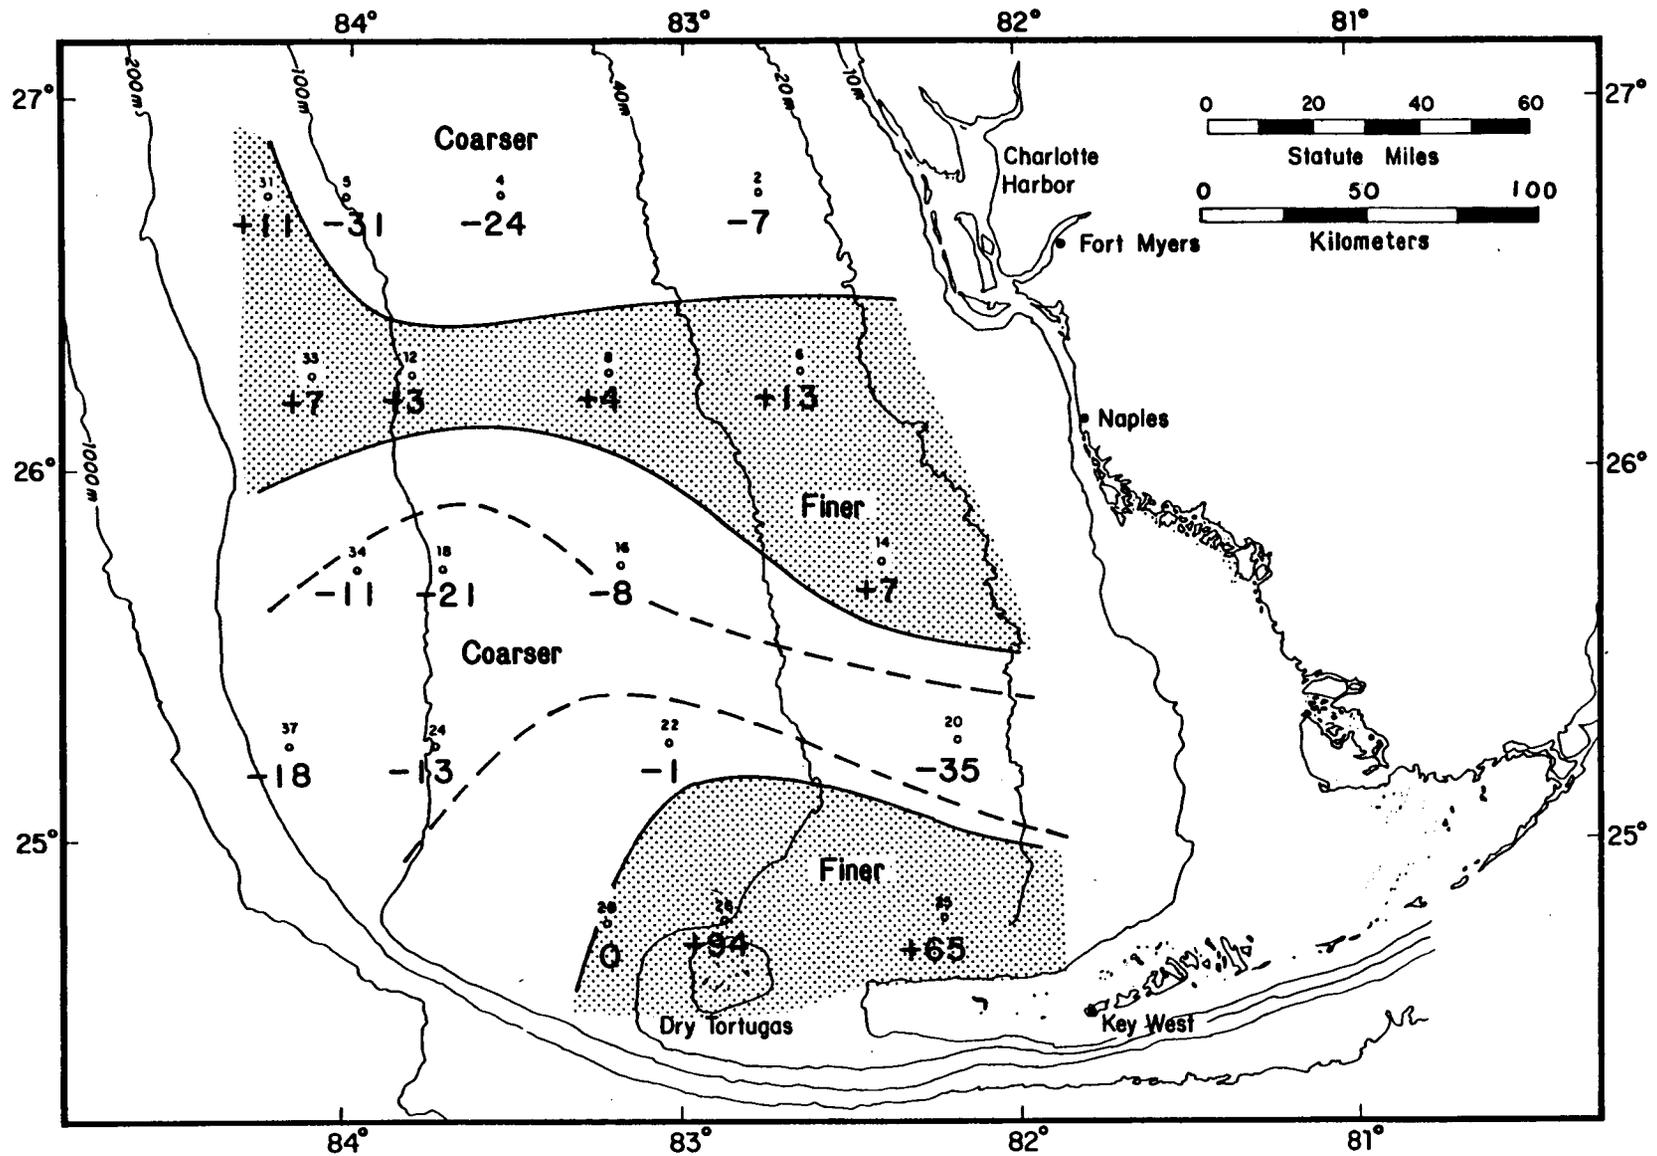 84° 83° 82° 81°
200m 100m 40m 20m 10m
27° 27°
0 20 40 60
Statute Miles
0 50 100
Kilometers
Coarser
Charlotte
Harbor
31 5 4 2
+11 -31 -24 -7
Fort Myers
33 12 8 6
+7 +3 +4 +13
Naples
1000m
26° 26°
Finer
34 18 16 14
-11 -21 -8 +7
Coarser
37 24 22 20
-18 -13 -1 -35
25° 25°
Finer
28 26 25
0 +94 +65
Dry Tortugas
Key West
84° 83° 82° 81°